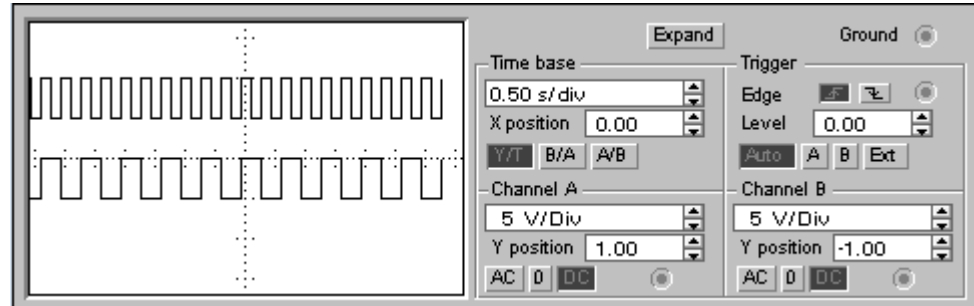 Expand Ground
Time base
0.50 s/div
X position 0.00
Y/T B/A A/B
Trigger
Edge
Level 0.00
Auto A B Ext
Channel A
5 V/Div
Y position 1.00
AC 0 DC
Channel B
5 V/Div
Y position -1.00
AC 0 DC